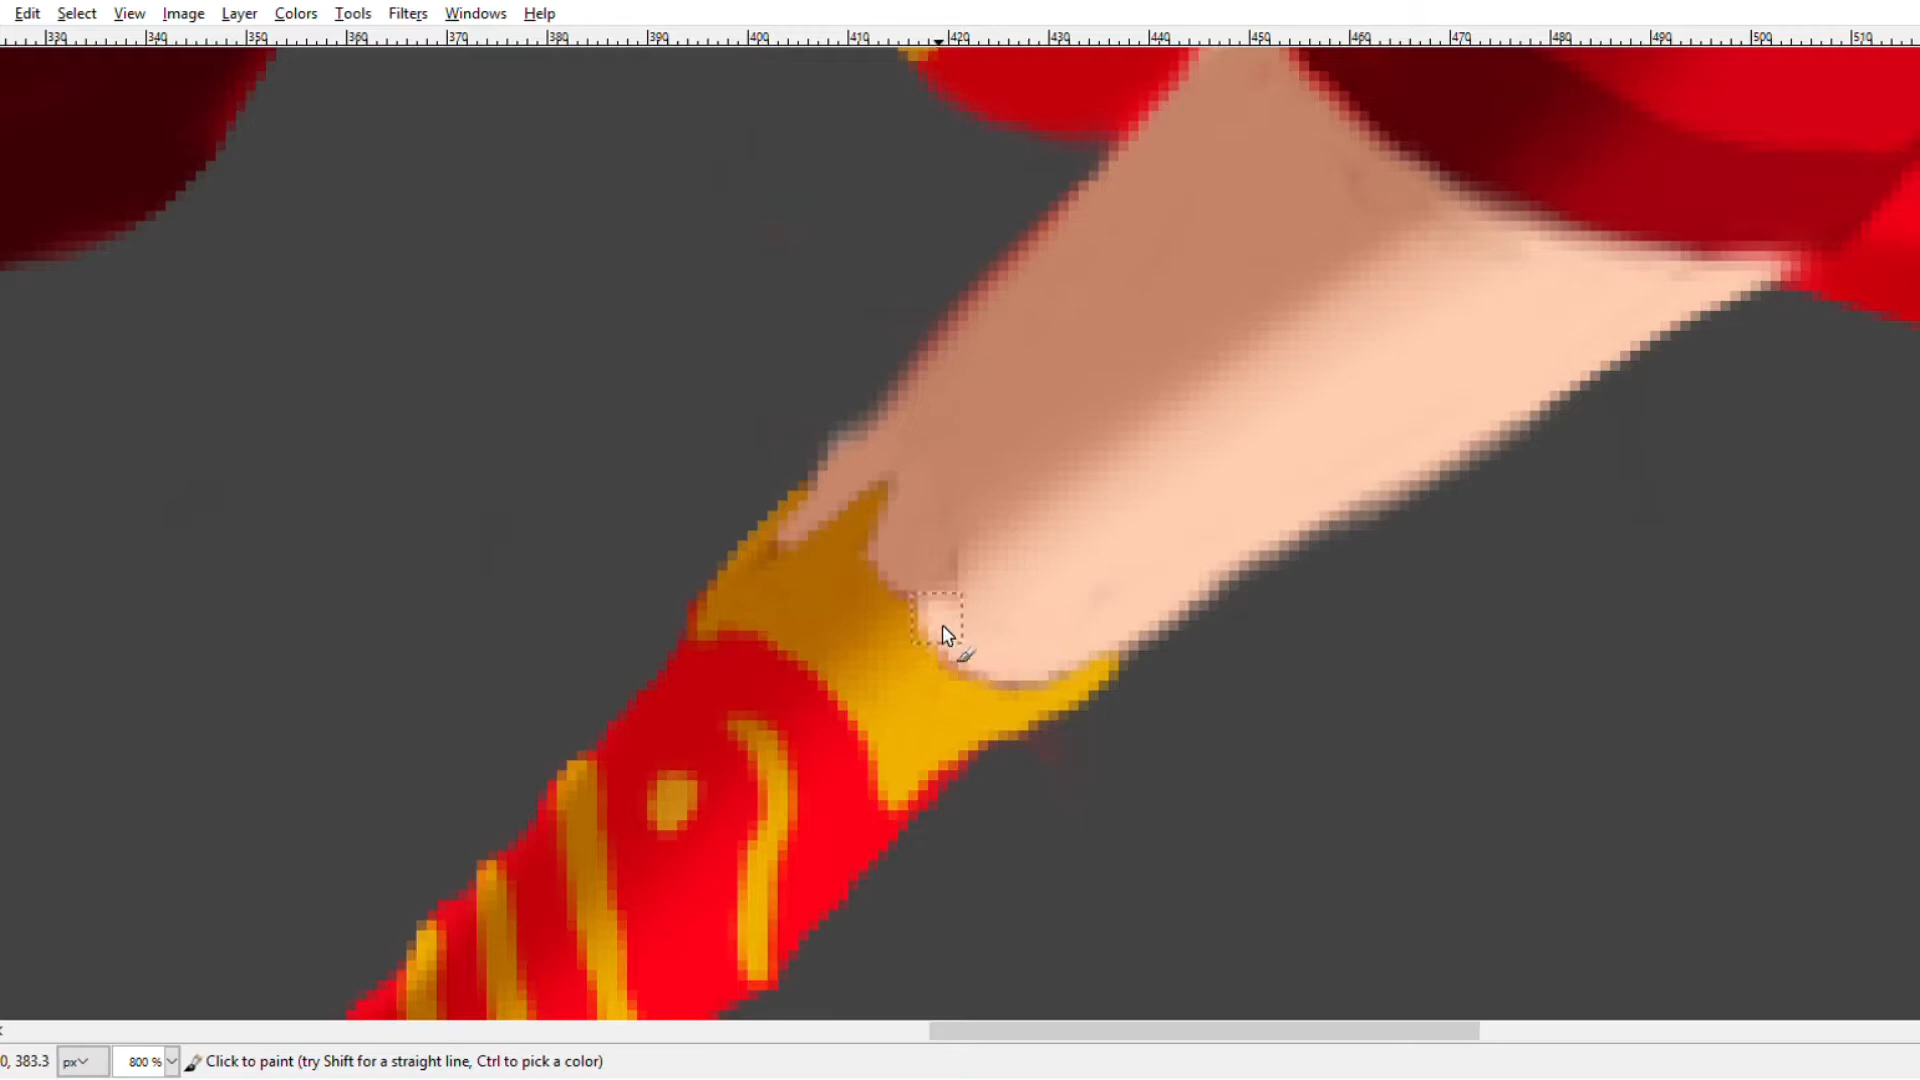 Edit Select View Image Layer Colors Tools Filters Windows Help
330 340 350 360 370 380 390 400 410 420 430 440 450 460 470 480 490 500 510
0, 383.3 px 800 % Click to paint (try Shift for a straight line, Ctrl to pick a color)